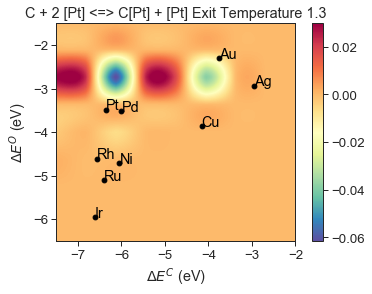 C + 2 [Pt] <=> C[Pt] + [Pt] Exit Temperature 1.3
ΔE^O (eV)
−2
−3
−4
−5
−6
Au
Ag
Pt
Pd
Cu
Rh
Ni
Ru
Ir
−7
−6
−5
−4
−3
−2
ΔE^C (eV)
0.02
0.00
−0.02
−0.04
−0.06